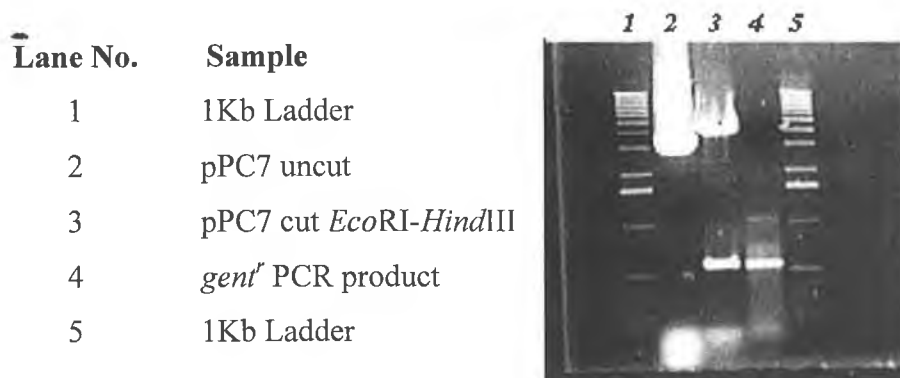 1 2 3 4 5
Lane No. Sample
1 1Kb Ladder
2 pPC7 uncut
3 pPC7 cut EcoRI-HindIII
4 gentʳ PCR product
5 1Kb Ladder